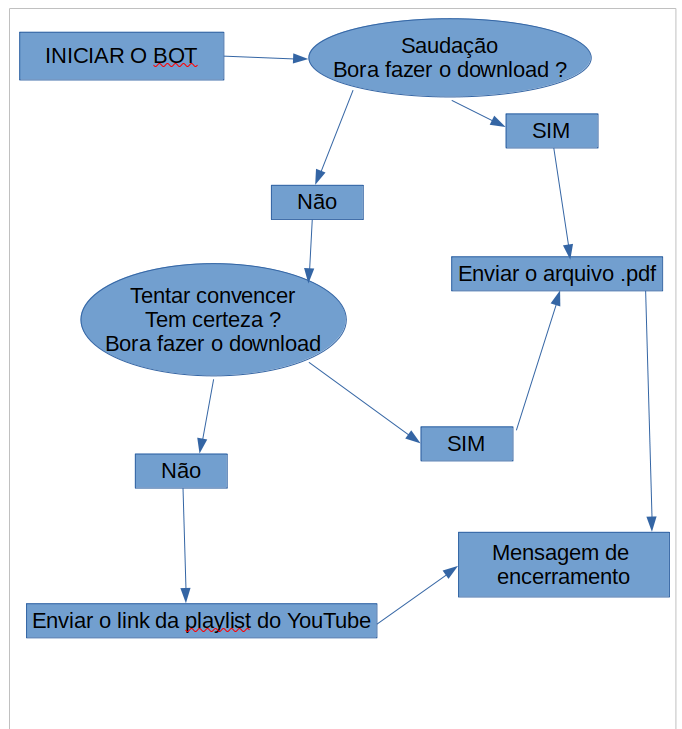 INICIAR O BOT
Saudação
Bora fazer o download ?
SIM
Não
Enviar o arquivo .pdf
Tentar convencer
Tem certeza ?
Bora fazer o download
SIM
Não
Mensagem de
encerramento
Enviar o link da playlist do YouTube